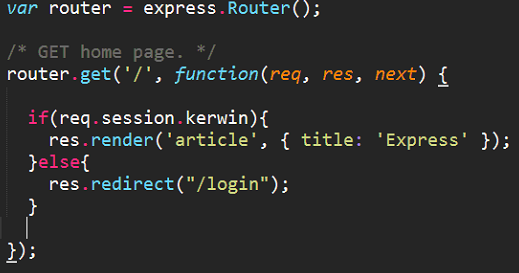 var router = express.Router();
/* GET home page. */
router.get('/', function(req, res, next) {
if(req.session.kerwin){
res.render('article', { title: 'Express' });
}else{
res.redirect("/login");
}
});